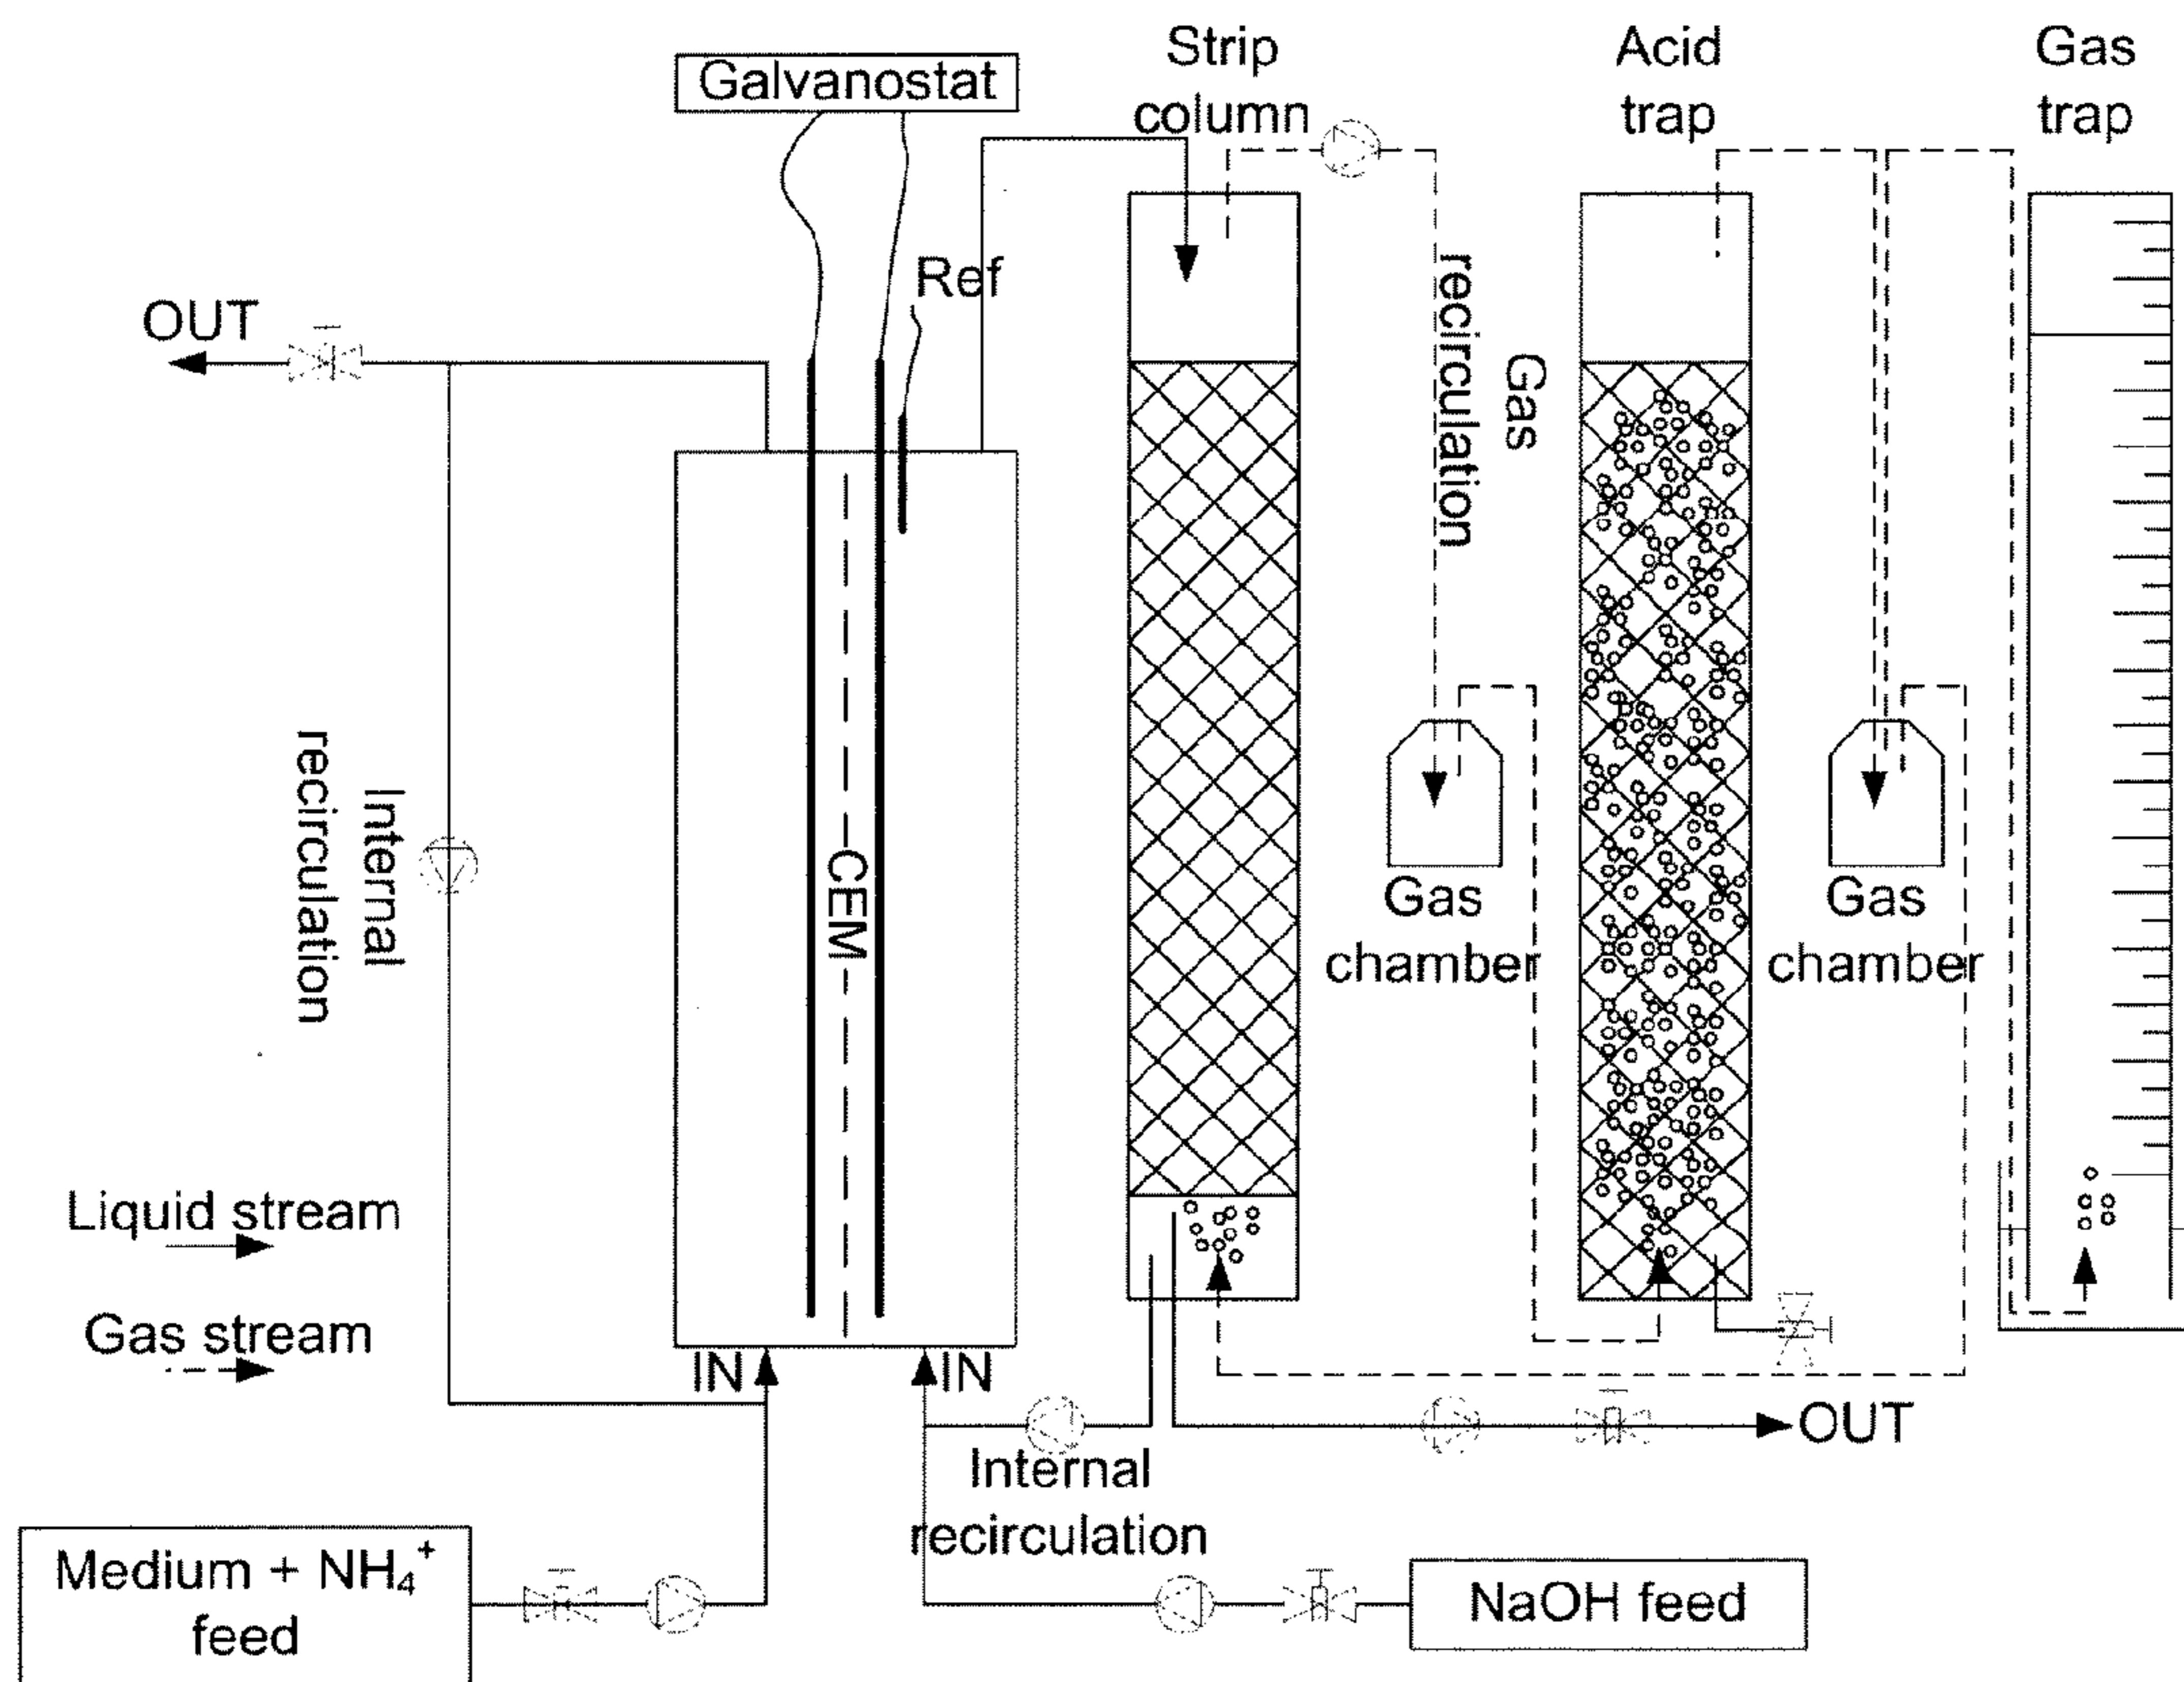 Galvanostat
Strip
column
Acid
trap
Gas
trap
Ref
OUT
Gas
recirculation
Internal
recirculation
CEM
Gas
chamber
Gas
chamber
Liquid stream
Gas stream
IN
IN
OUT
Internal
recirculation
Medium + NH₄⁺
feed
NaOH feed